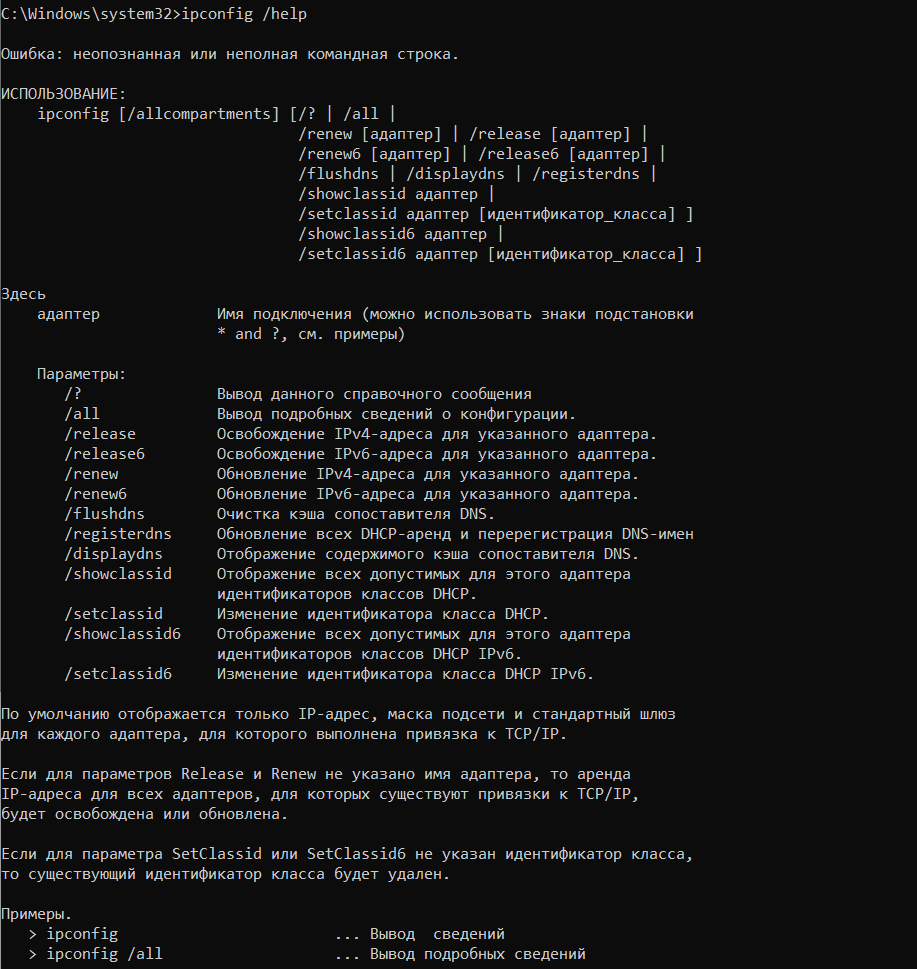 C:\Windows\system32>ipconfig /help
Ошибка: неопознанная или неполная командная строка.
ИСПОЛЬЗОВАНИЕ:
ipconfig [/allcompartments] [/? | /all |
/renew [адаптер] | /release [адаптер] |
/renew6 [адаптер] | /release6 [адаптер] |
/flushdns | /displaydns | /registerdns |
/showclassid адаптер |
/setclassid адаптер [идентификатор_класса] ]
/showclassid6 адаптер |
/setclassid6 адаптер [идентификатор_класса] ]
Здесь
адаптер Имя подключения (можно использовать знаки подстановки
* and ?, см. примеры)
Параметры:
/? Вывод данного справочного сообщения
/all Вывод подробных сведений о конфигурации.
/release Освобождение IPv4-адреса для указанного адаптера.
/release6 Освобождение IPv6-адреса для указанного адаптера.
/renew Обновление IPv4-адреса для указанного адаптера.
/renew6 Обновление IPv6-адреса для указанного адаптера.
/flushdns Очистка кэша сопоставителя DNS.
/registerdns Обновление всех DHCP-аренд и перерегистрация DNS-имен
/displaydns Отображение содержимого кэша сопоставителя DNS.
/showclassid Отображение всех допустимых для этого адаптера
идентификаторов классов DHCP.
/setclassid Изменение идентификатора класса DHCP.
/showclassid6 Отображение всех допустимых для этого адаптера
идентификаторов классов DHCP IPv6.
/setclassid6 Изменение идентификатора класса DHCP IPv6.
По умолчанию отображается только IP-адрес, маска подсети и стандартный шлюз
для каждого адаптера, для которого выполнена привязка к TCP/IP.
Если для параметров Release и Renew не указано имя адаптера, то аренда
IP-адреса для всех адаптеров, для которых существуют привязки к TCP/IP,
будет освобождена или обновлена.
Если для параметра SetClassid или SetClassid6 не указан идентификатор класса,
то существующий идентификатор класса будет удален.
Примеры.
> ipconfig ... Вывод  сведений
> ipconfig /all ... Вывод подробных сведений